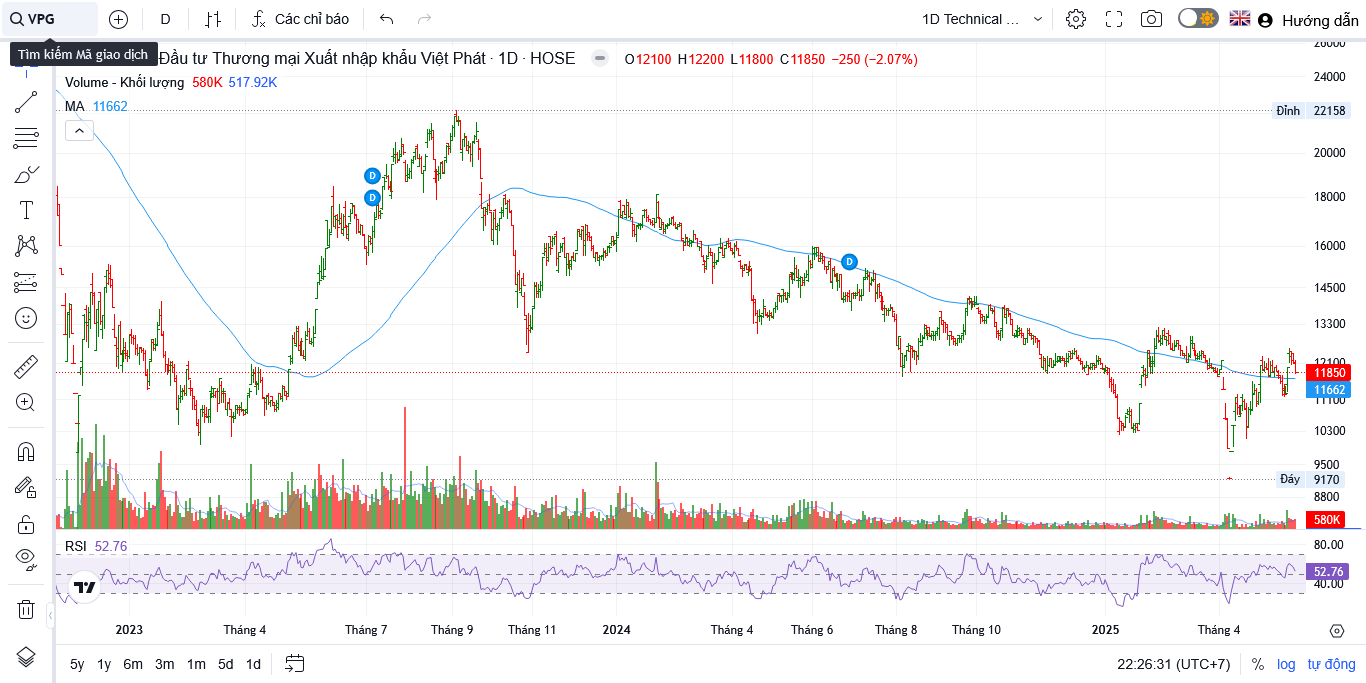 VPG D Các chỉ báo 1D Technical ... Hướng dẫn
Tìm kiếm Mã giao dịch
Đầu tư Thương mại Xuất nhập khẩu Việt Phát · 1D · HOSE O12100 H12200 L11800 C11850 −250 (−2.07%)
Volume - Khối lượng 580K 517.92K
MA 11662
D
D
D
26000
24000
Đỉnh 22158
20000
18000
16000
14500
13300
12100
11850
11662
11100
10300
9500
Đáy 9170
8800
580K
RSI 52.76
80.00
52.76
40.00
2023 Tháng 4 Tháng 7 Tháng 9 Tháng 11 2024 Tháng 4 Tháng 6 Tháng 8 Tháng 10 2025 Tháng 4
5y 1y 6m 3m 1m 5d 1d 22:26:31 (UTC+7) % log tự động